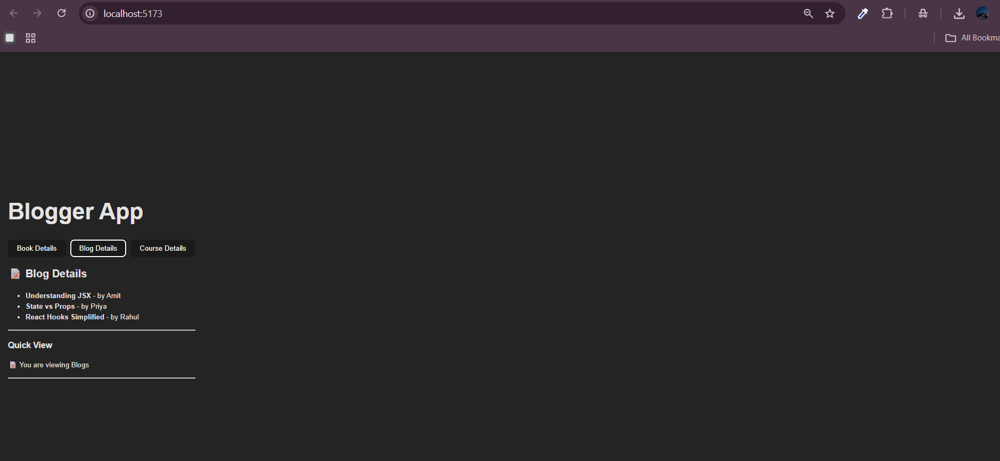 localhost:5173
All Bookma
Blogger App
Book Details Blog Details Course Details
Blog Details
• Understanding JSX - by Amit
• State vs Props - by Priya
• React Hooks Simplified - by Rahul
Quick View
You are viewing Blogs